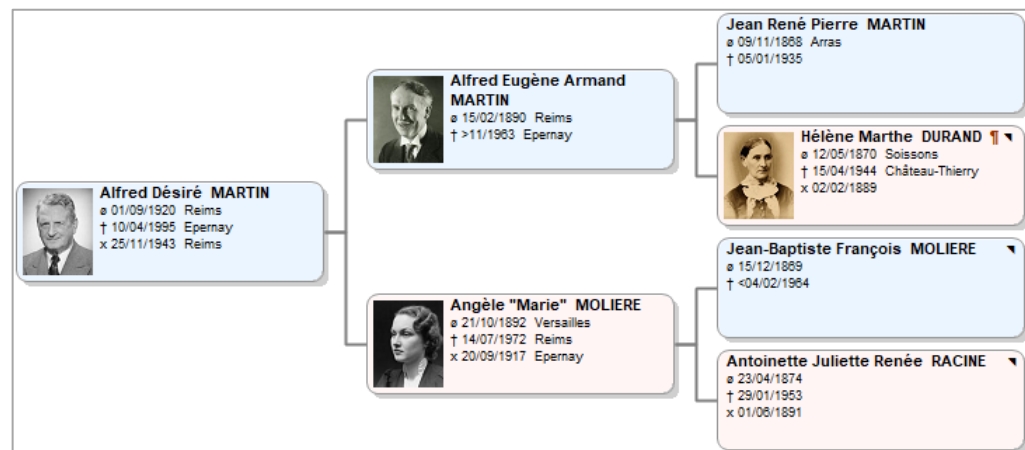 Alfred Désiré MARTIN
ø 01/09/1920 Reims
† 10/04/1995 Epernay
x 25/11/1943 Reims
Alfred Eugène Armand
MARTIN
ø 15/02/1890 Reims
† >11/1963 Epernay
Angèle "Marie" MOLIERE
ø 21/10/1892 Versailles
† 14/07/1972 Reims
x 20/09/1917 Epernay
Jean René Pierre MARTIN
ø 09/11/1868 Arras
† 05/01/1935
Hélène Marthe DURAND ¶
ø 12/05/1870 Soissons
† 15/04/1944 Château-Thierry
x 02/02/1889
Jean-Baptiste François MOLIERE
ø 15/12/1869
† <04/02/1964
Antoinette Juliette Renée RACINE
ø 23/04/1874
† 29/01/1953
x 01/06/1891